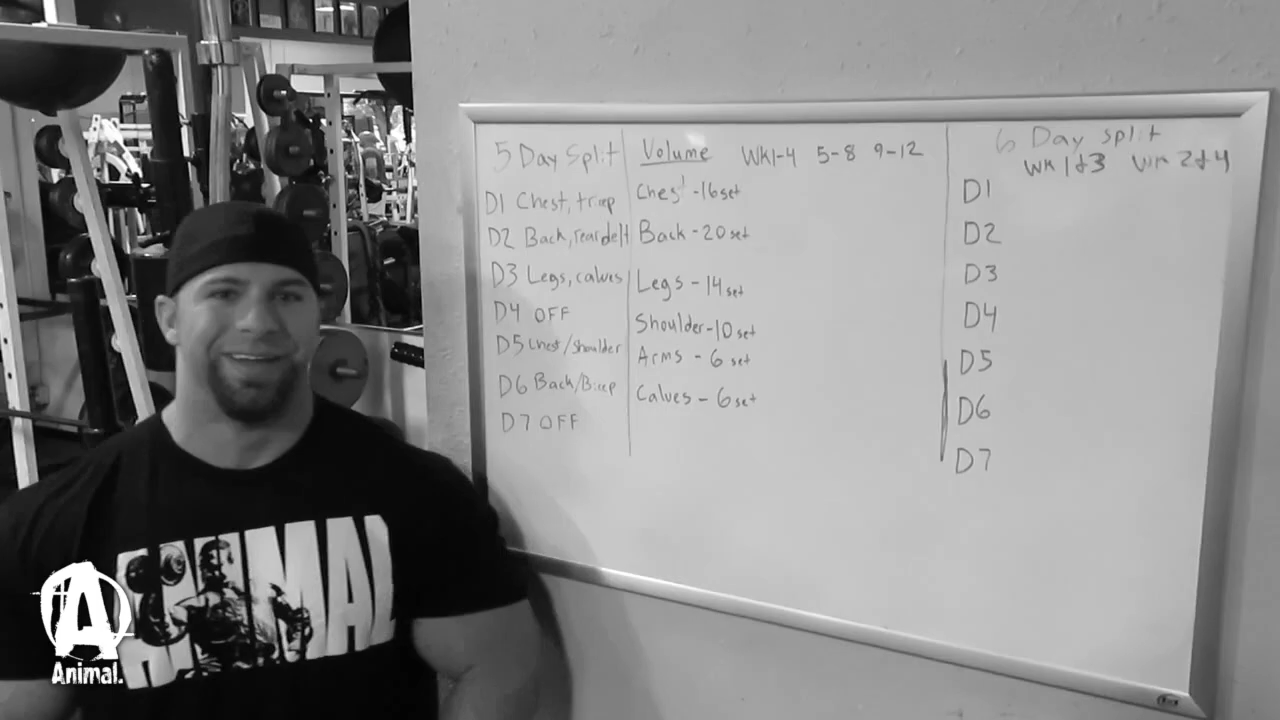 5 Day Split
D1 Chest, tricep
D2 Back, rear delt
D3 Legs, calves
D4 OFF
D5 Chest/Shoulder
D6 Back/Bicep
D7 OFF
Volume WK1-4 5-8 9-12
Chest -16 set
Back - 20 set
Legs - 14 set
Shoulder - 10 set
Arms - 6 set
Calves - 6 set
6 Day split
WK 1&3 WK 2&4
D1
D2
D3
D4
D5
D6
D7
ANIMAL
A
Animal.